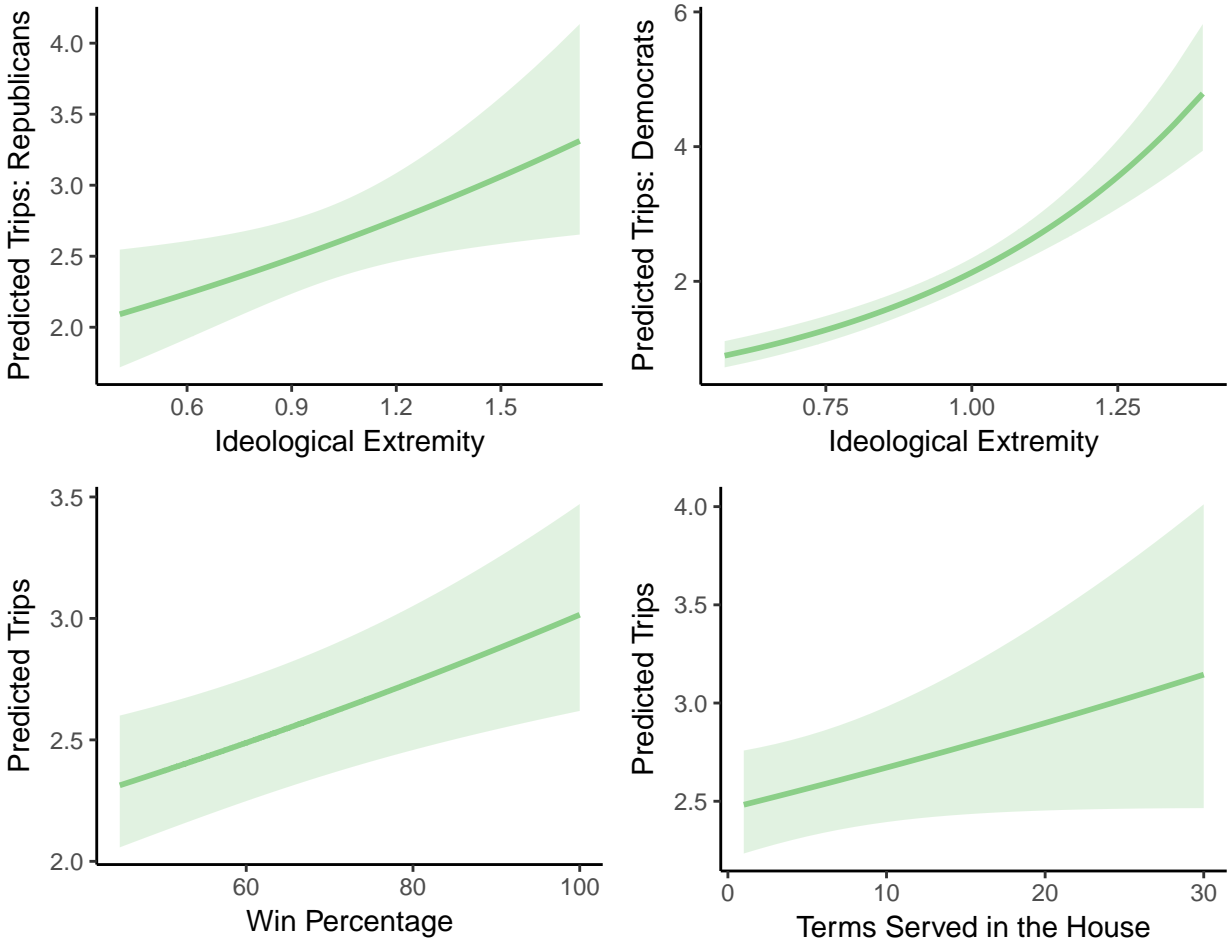 Predicted Trips: Republicans
4.0
3.5
3.0
2.5
2.0
0.6 0.9 1.2 1.5
Ideological Extremity
Predicted Trips: Democrats
6
4
2
0.75 1.00 1.25
Ideological Extremity
Predicted Trips
3.5
3.0
2.5
2.0
60 80 100
Win Percentage
Predicted Trips
4.0
3.5
3.0
2.5
0 10 20 30
Terms Served in the House